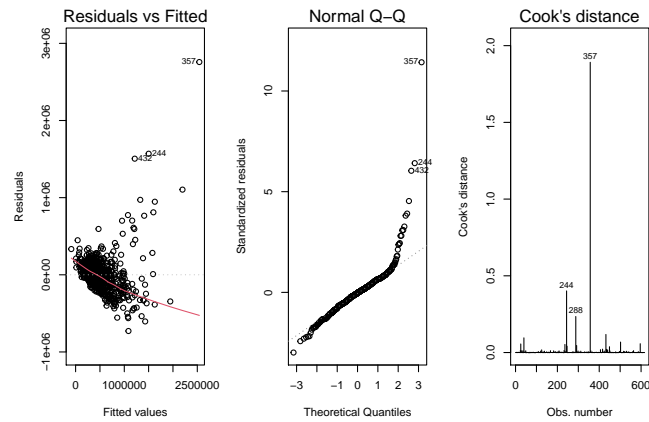 Residuals vs Fitted
Residuals
3e+06
2e+06
1e+06
0e+00
−1e+06
357
244
432
0
1000000
2500000
Fitted values
Normal Q−Q
Standardized residuals
10
5
0
357
244
432
−3
−1
0
1
2
3
Theoretical Quantiles
Cook's distance
Cook's distance
2.0
1.5
1.0
0.5
0.0
357
244
288
0
200
400
600
Obs. number